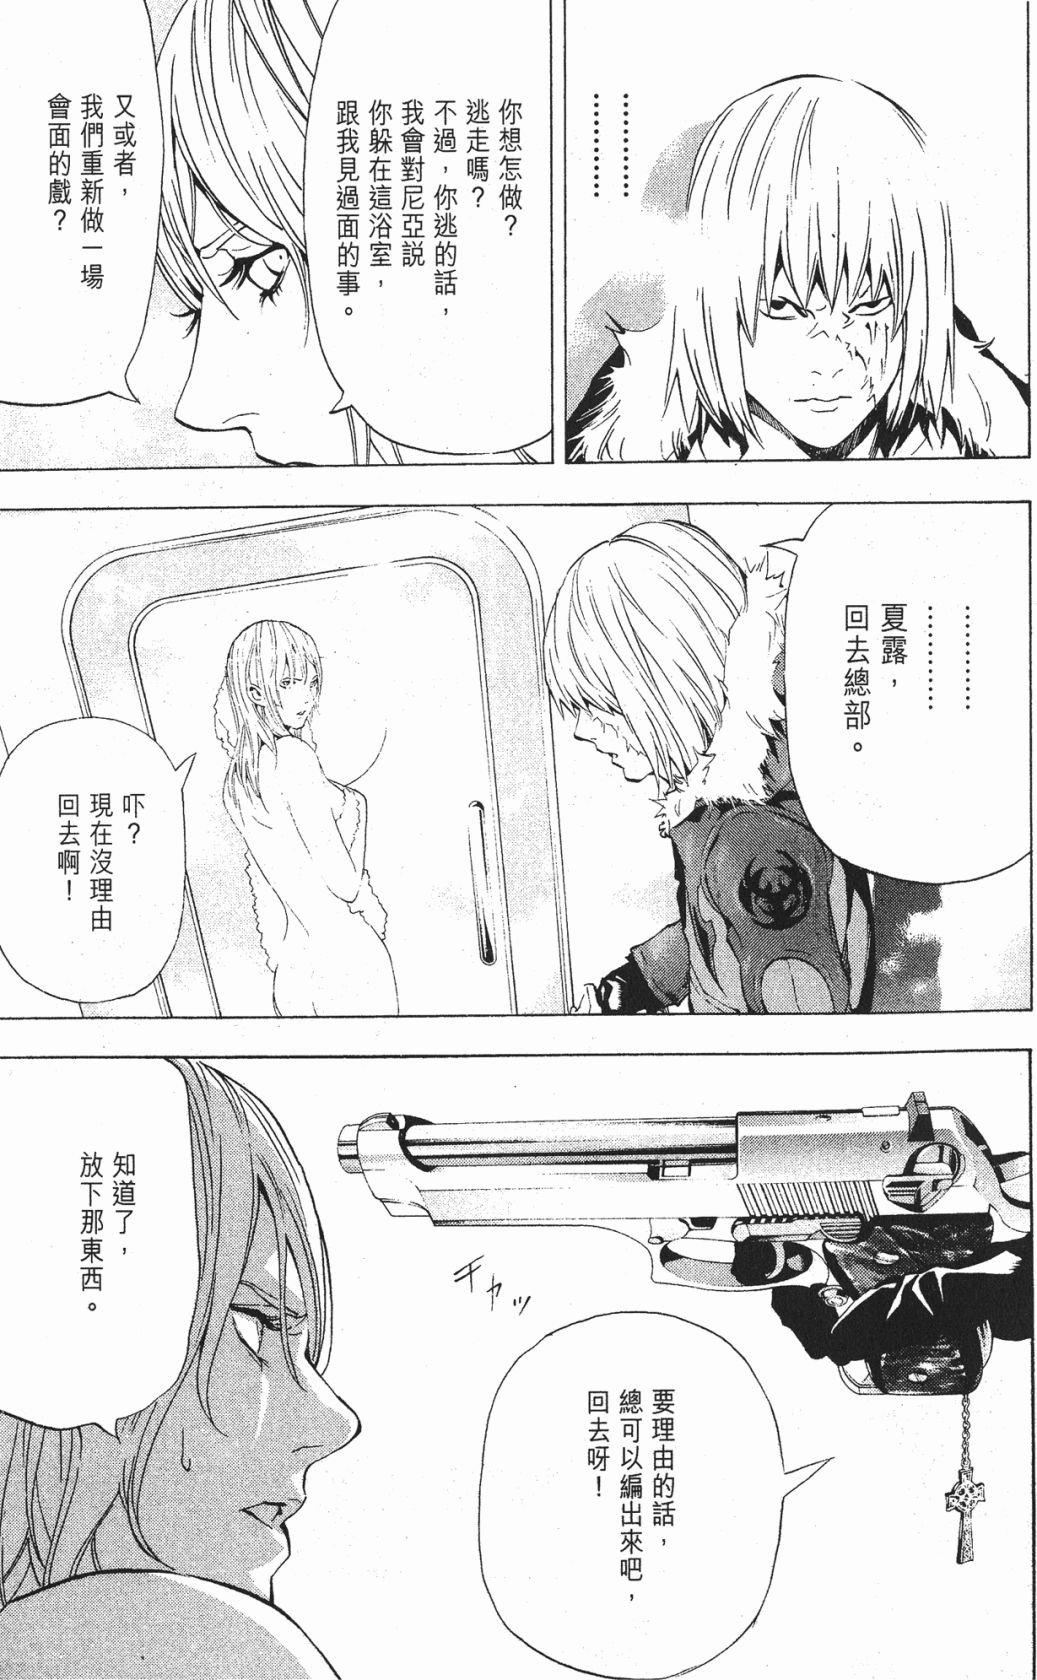 ⋯⋯⋯⋯
⋯⋯⋯⋯
你想怎做？
逃走嗎？
不過，你逃的話，
我會對尼亞説
你躲在這浴室，
跟我見過面的事。
又或者，
我們重新做一場
會面的戲？
⋯⋯⋯⋯
⋯⋯⋯⋯
夏露，
回去總部。
吓？
現在沒理由
回去啊！
チャッ
要理由的話，
總可以編出來吧，
回去呀！
知道了，
放下那東西。